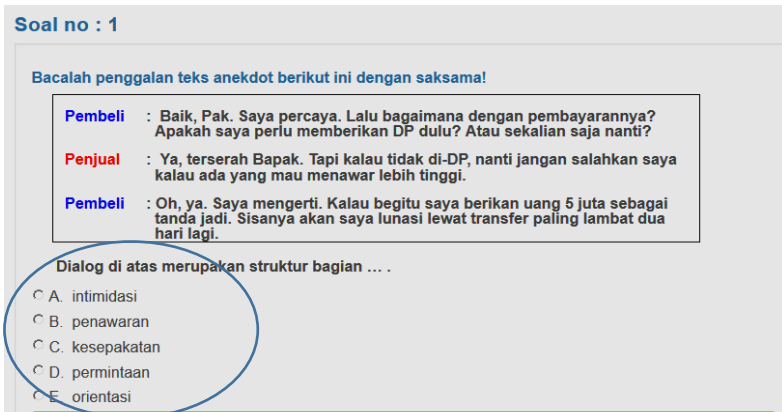 Soal no : 1
Bacalah penggalan teks anekdot berikut ini dengan saksama!
Pembeli : Baik, Pak. Saya percaya. Lalu bagaimana dengan pembayarannya?
Apakah saya perlu memberikan DP dulu? Atau sekalian saja nanti?
Penjual : Ya, terserah Bapak. Tapi kalau tidak di-DP, nanti jangan salahkan saya
kalau ada yang mau menawar lebih tinggi.
Pembeli : Oh, ya. Saya mengerti. Kalau begitu saya berikan uang 5 juta sebagai
tanda jadi. Sisanya akan saya lunasi lewat transfer paling lambat dua
hari lagi.
Dialog di atas merupakan struktur bagian ... .
A. intimidasi
B. penawaran
C. kesepakatan
D. permintaan
E. orientasi